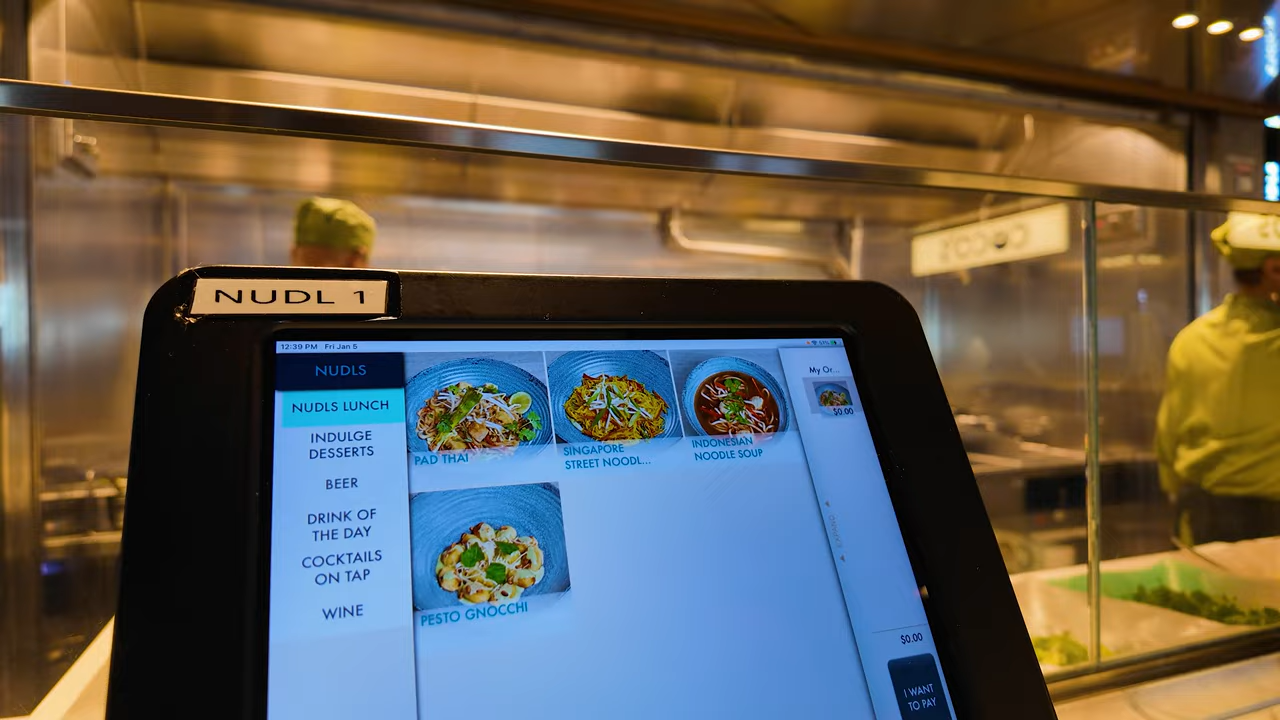 NUDL 1
12:39 PM Fri Jan 5
NUDLS
NUDLS LUNCH
INDULGE
DESSERTS
BEER
DRINK OF
THE DAY
COCKTAILS
ON TAP
WINE
PAD THAI
SINGAPORE
STREET NOODL...
INDONESIAN
NOODLE SOUP
PESTO GNOCCHI
My Or...
$0.00
$0.00
I WANT
TO PAY